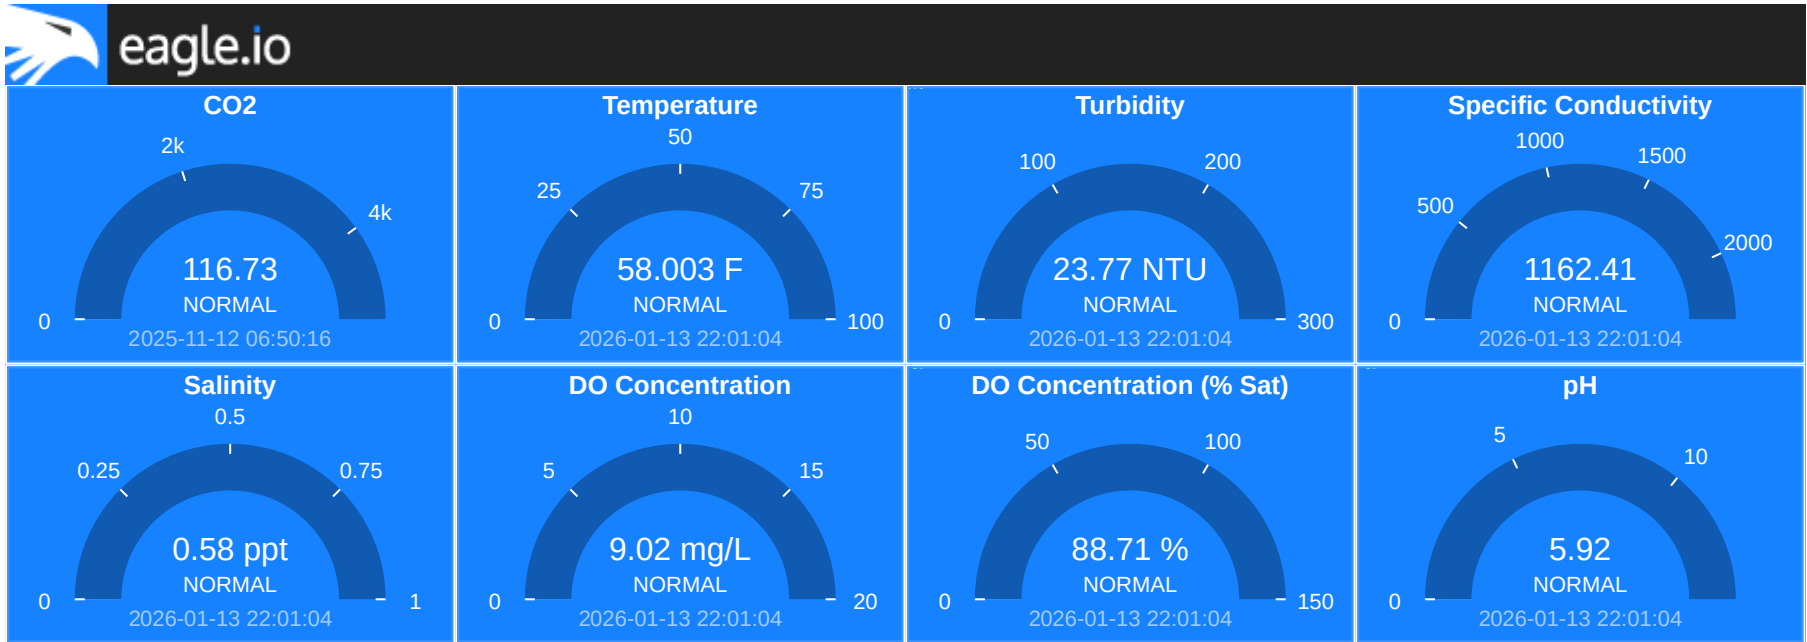 eagle.io
CO2
2k
4k
0
116.73
NORMAL
2025-11-12 06:50:16
Temperature
50
25
75
0
100
58.003 F
NORMAL
2026-01-13 22:01:04
Turbidity
100
200
0
300
23.77 NTU
NORMAL
2026-01-13 22:01:04
Specific Conductivity
1000
1500
500
2000
0
1162.41
NORMAL
2026-01-13 22:01:04
Salinity
0.5
0.25
0.75
0
1
0.58 ppt
NORMAL
2026-01-13 22:01:04
DO Concentration
10
5
15
0
20
9.02 mg/L
NORMAL
2026-01-13 22:01:04
DO Concentration (% Sat)
50
100
0
150
88.71 %
NORMAL
2026-01-13 22:01:04
pH
5
10
0
5.92
NORMAL
2026-01-13 22:01:04